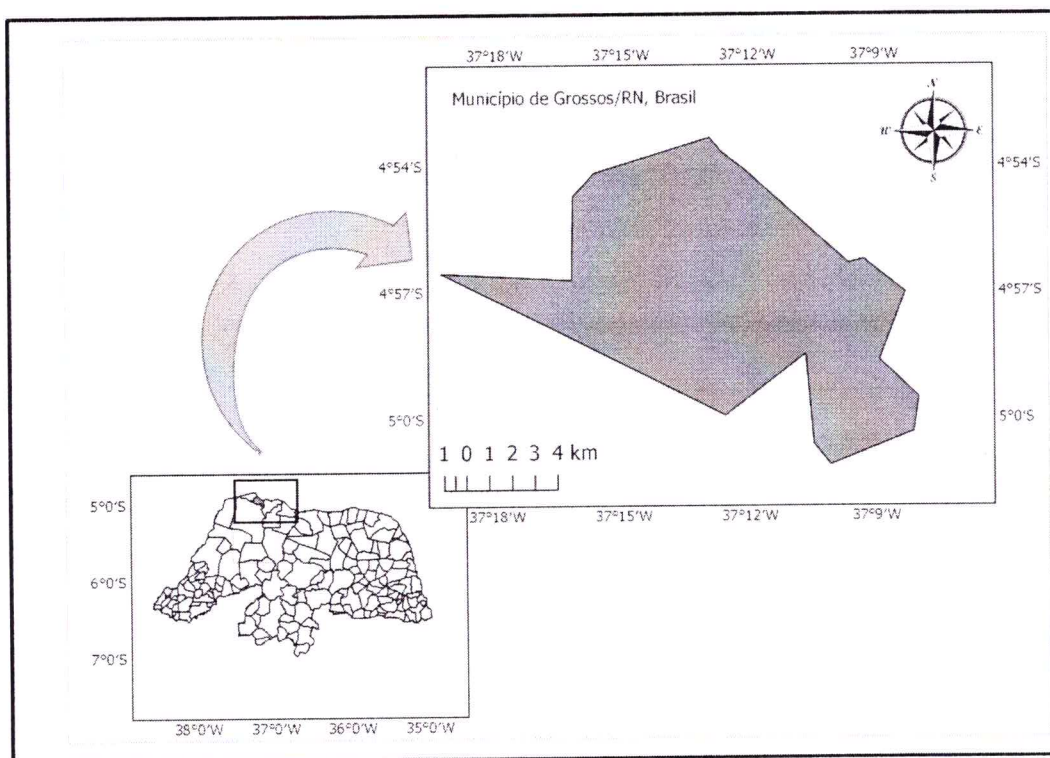 37°18'W 37°15'W 37°12'W 37°9'W
Município de Grossos/RN, Brasil
N
W E
S
4°54'S 4°54'S
4°57'S 4°57'S
5°0'S 5°0'S
1 0 1 2 3 4 km
37°18'W 37°15'W 37°12'W 37°9'W
5°0'S
6°0'S
7°0'S
38°0'W 37°0'W 36°0'W 35°0'W